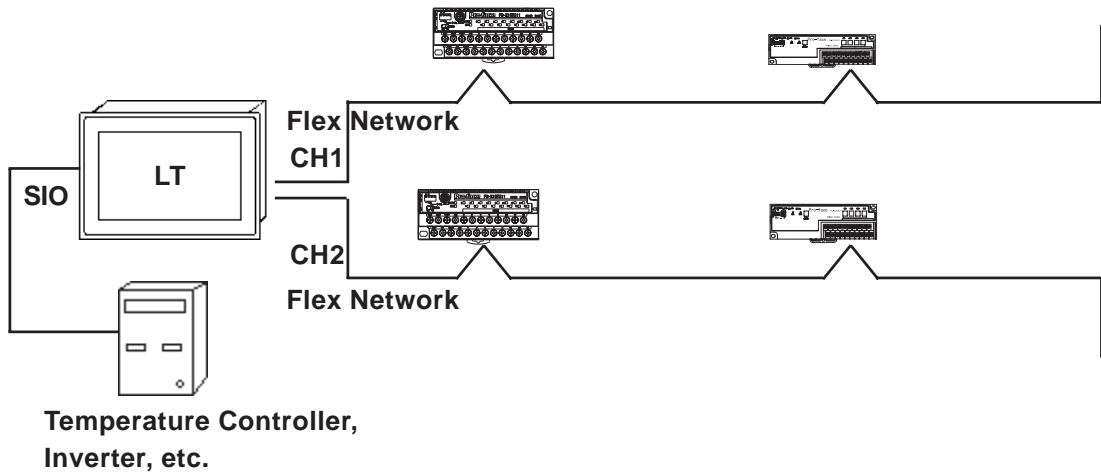 Flex Network
CH1
LT
SIO
CH2
Flex Network
Temperature Controller,
Inverter, etc.